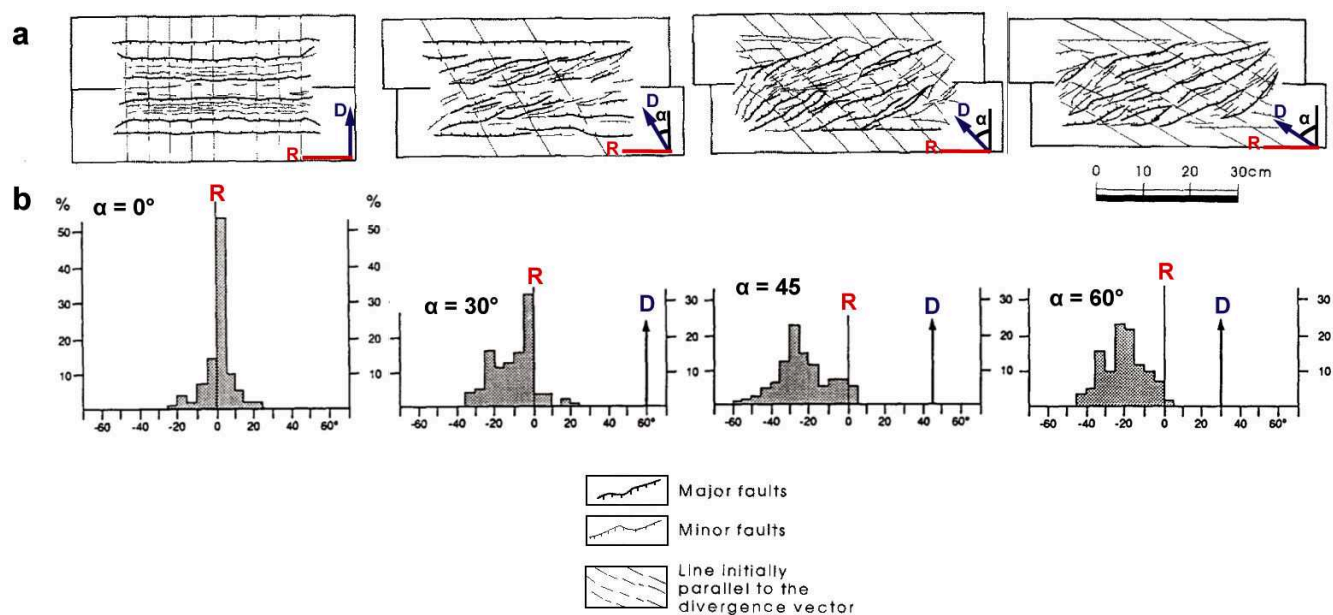 a
D
R
D
α
R
D
α
R
D
α
R
0 10 20 30cm
b
%
α = 0°
R
%
50
40
30
20
10
50
40
30
20
10
-60 -40 -20 0 20 40 60°
α = 30°
R
D
30
20
10
-60 -40 -20 0 20 40 60°
α = 45
R
D
30
20
10
-60 -40 -20 0 20 40 60°
α = 60°
R
D
30
20
10
-60 -40 -20 0 20 40 60°
Major faults
Minor faults
Line initially
parallel to the
divergence vector